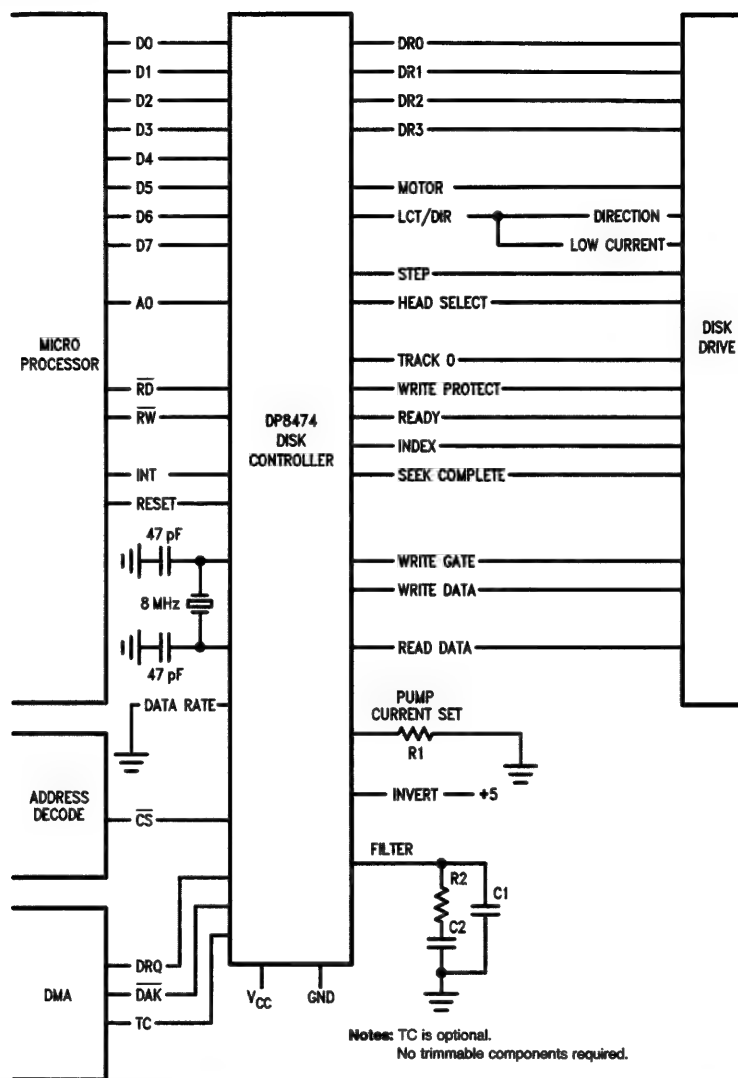 D0
D1
D2
D3
D4
D5
D6
D7
A0
MICRO
PROCESSOR
RD
RW
INT
RESET
47 pF
8 MHz
47 pF
DATA RATE
ADDRESS
DECODE
CS
DRQ
DMA
DAK
TC
DP8474
DISK
CONTROLLER
VCC
GND
DR0
DR1
DR2
DR3
MOTOR
LCT/DIR
DIRECTION
LOW CURRENT
STEP
HEAD SELECT
DISK
DRIVE
TRACK 0
WRITE PROTECT
READY
INDEX
SEEK COMPLETE
WRITE GATE
WRITE DATA
READ DATA
PUMP
CURRENT SET
R1
INVERT
+5
FILTER
R2
C1
C2
Notes: TC is optional.
No trimmable components required.